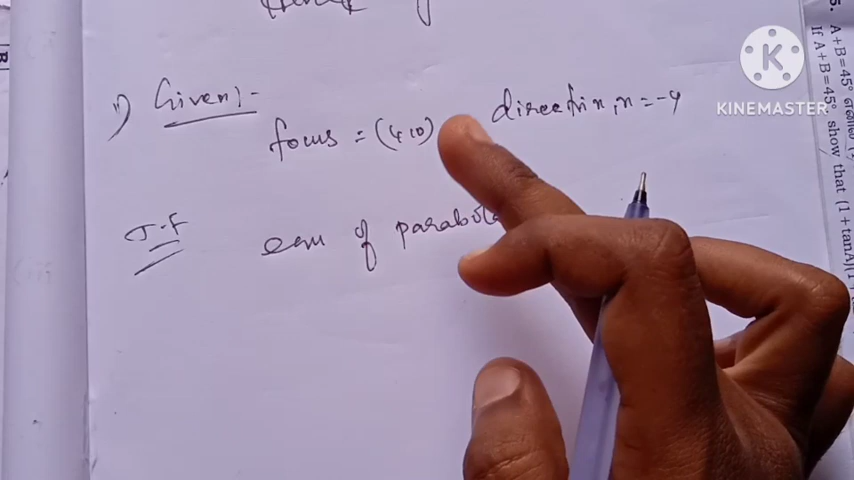 1) Given:-
focus = (4,0) directrix, x = -4
T.F
eqn of parabola
KINEMASTER
5. A+B=45°
If A+B=45° show that (1+tanA)(1+